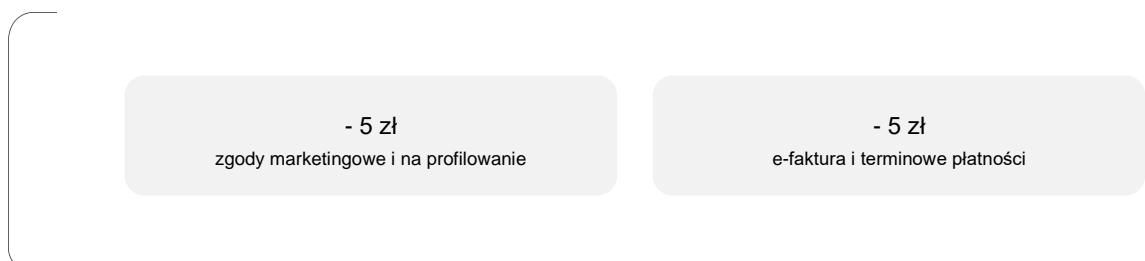 - 5 zł
zgody marketingowe i na profilowanie
- 5 zł
e-faktura i terminowe płatności